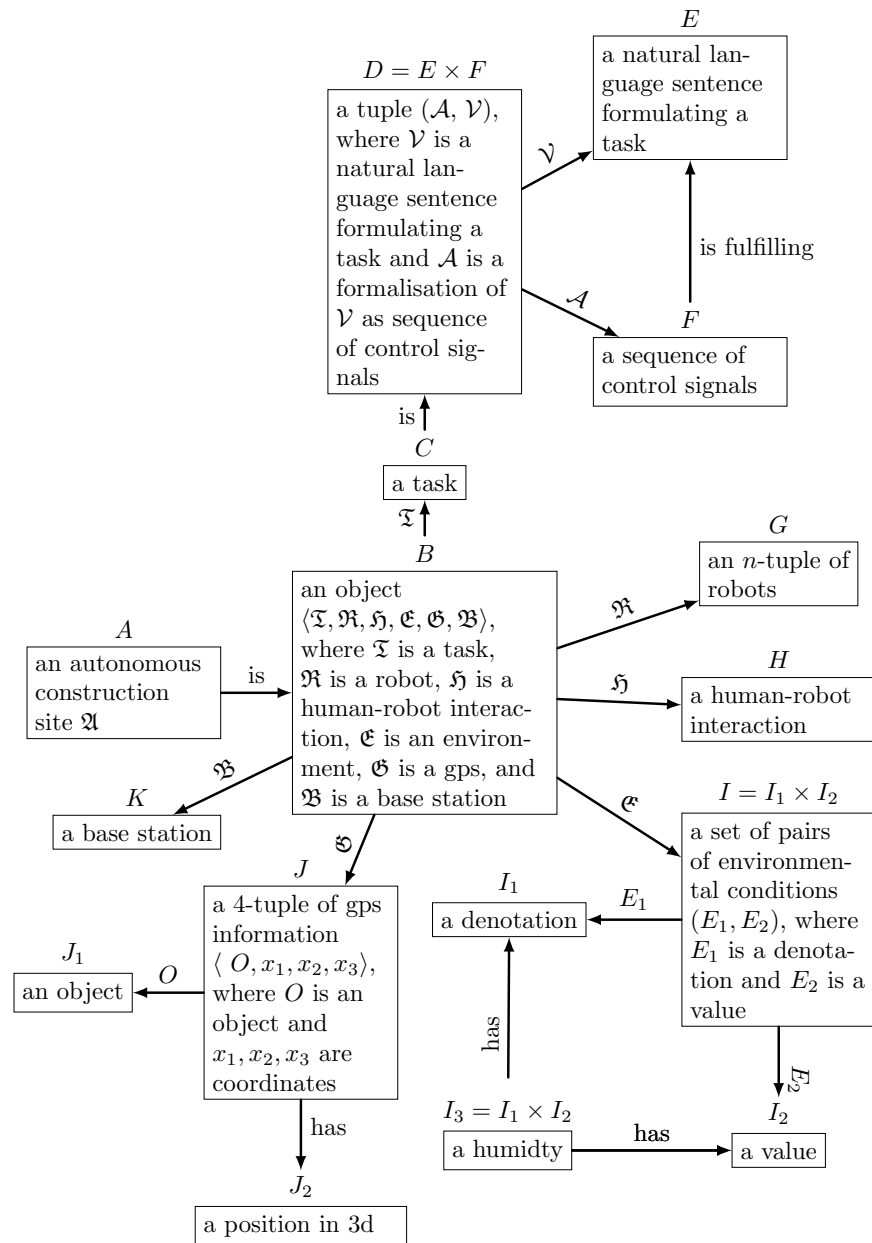 E
a natural lan-
guage sentence
formulating a
task
D = E × F
a tuple (𝒜, 𝒱),
where 𝒱 is a
natural lan-
guage sentence
formulating a
task and 𝒜 is a
formalisation of
𝒱 as sequence
of control sig-
nals
𝒱
𝒜
is fulfilling
F
a sequence of
control signals
is
C
a task
𝔗
B
an object
⟨𝔗, ℜ, ℌ, 𝔈, 𝔊, 𝔅⟩,
where 𝔗 is a task,
ℜ is a robot, ℌ is a
human-robot interac-
tion, 𝔈 is an environ-
ment, 𝔊 is a gps, and
𝔅 is a base station
G
an n-tuple of
robots
ℜ
A
an autonomous
construction
site 𝔄
is
H
a human-robot
interaction
ℌ
𝔅
K
a base station
𝔈
I = I₁ × I₂
a set of pairs
of environmen-
tal conditions
(E₁, E₂), where
E₁ is a denota-
tion and E₂ is a
value
𝔊
J
a 4-tuple of gps
information
⟨ O, x₁, x₂, x₃⟩,
where O is an
object and
x₁, x₂, x₃ are
coordinates
I₁
a denotation
E₁
J₁
an object
O
has
E₂
I₃ = I₁ × I₂
a humidty
has
I₂
a value
has
J₂
a position in 3d